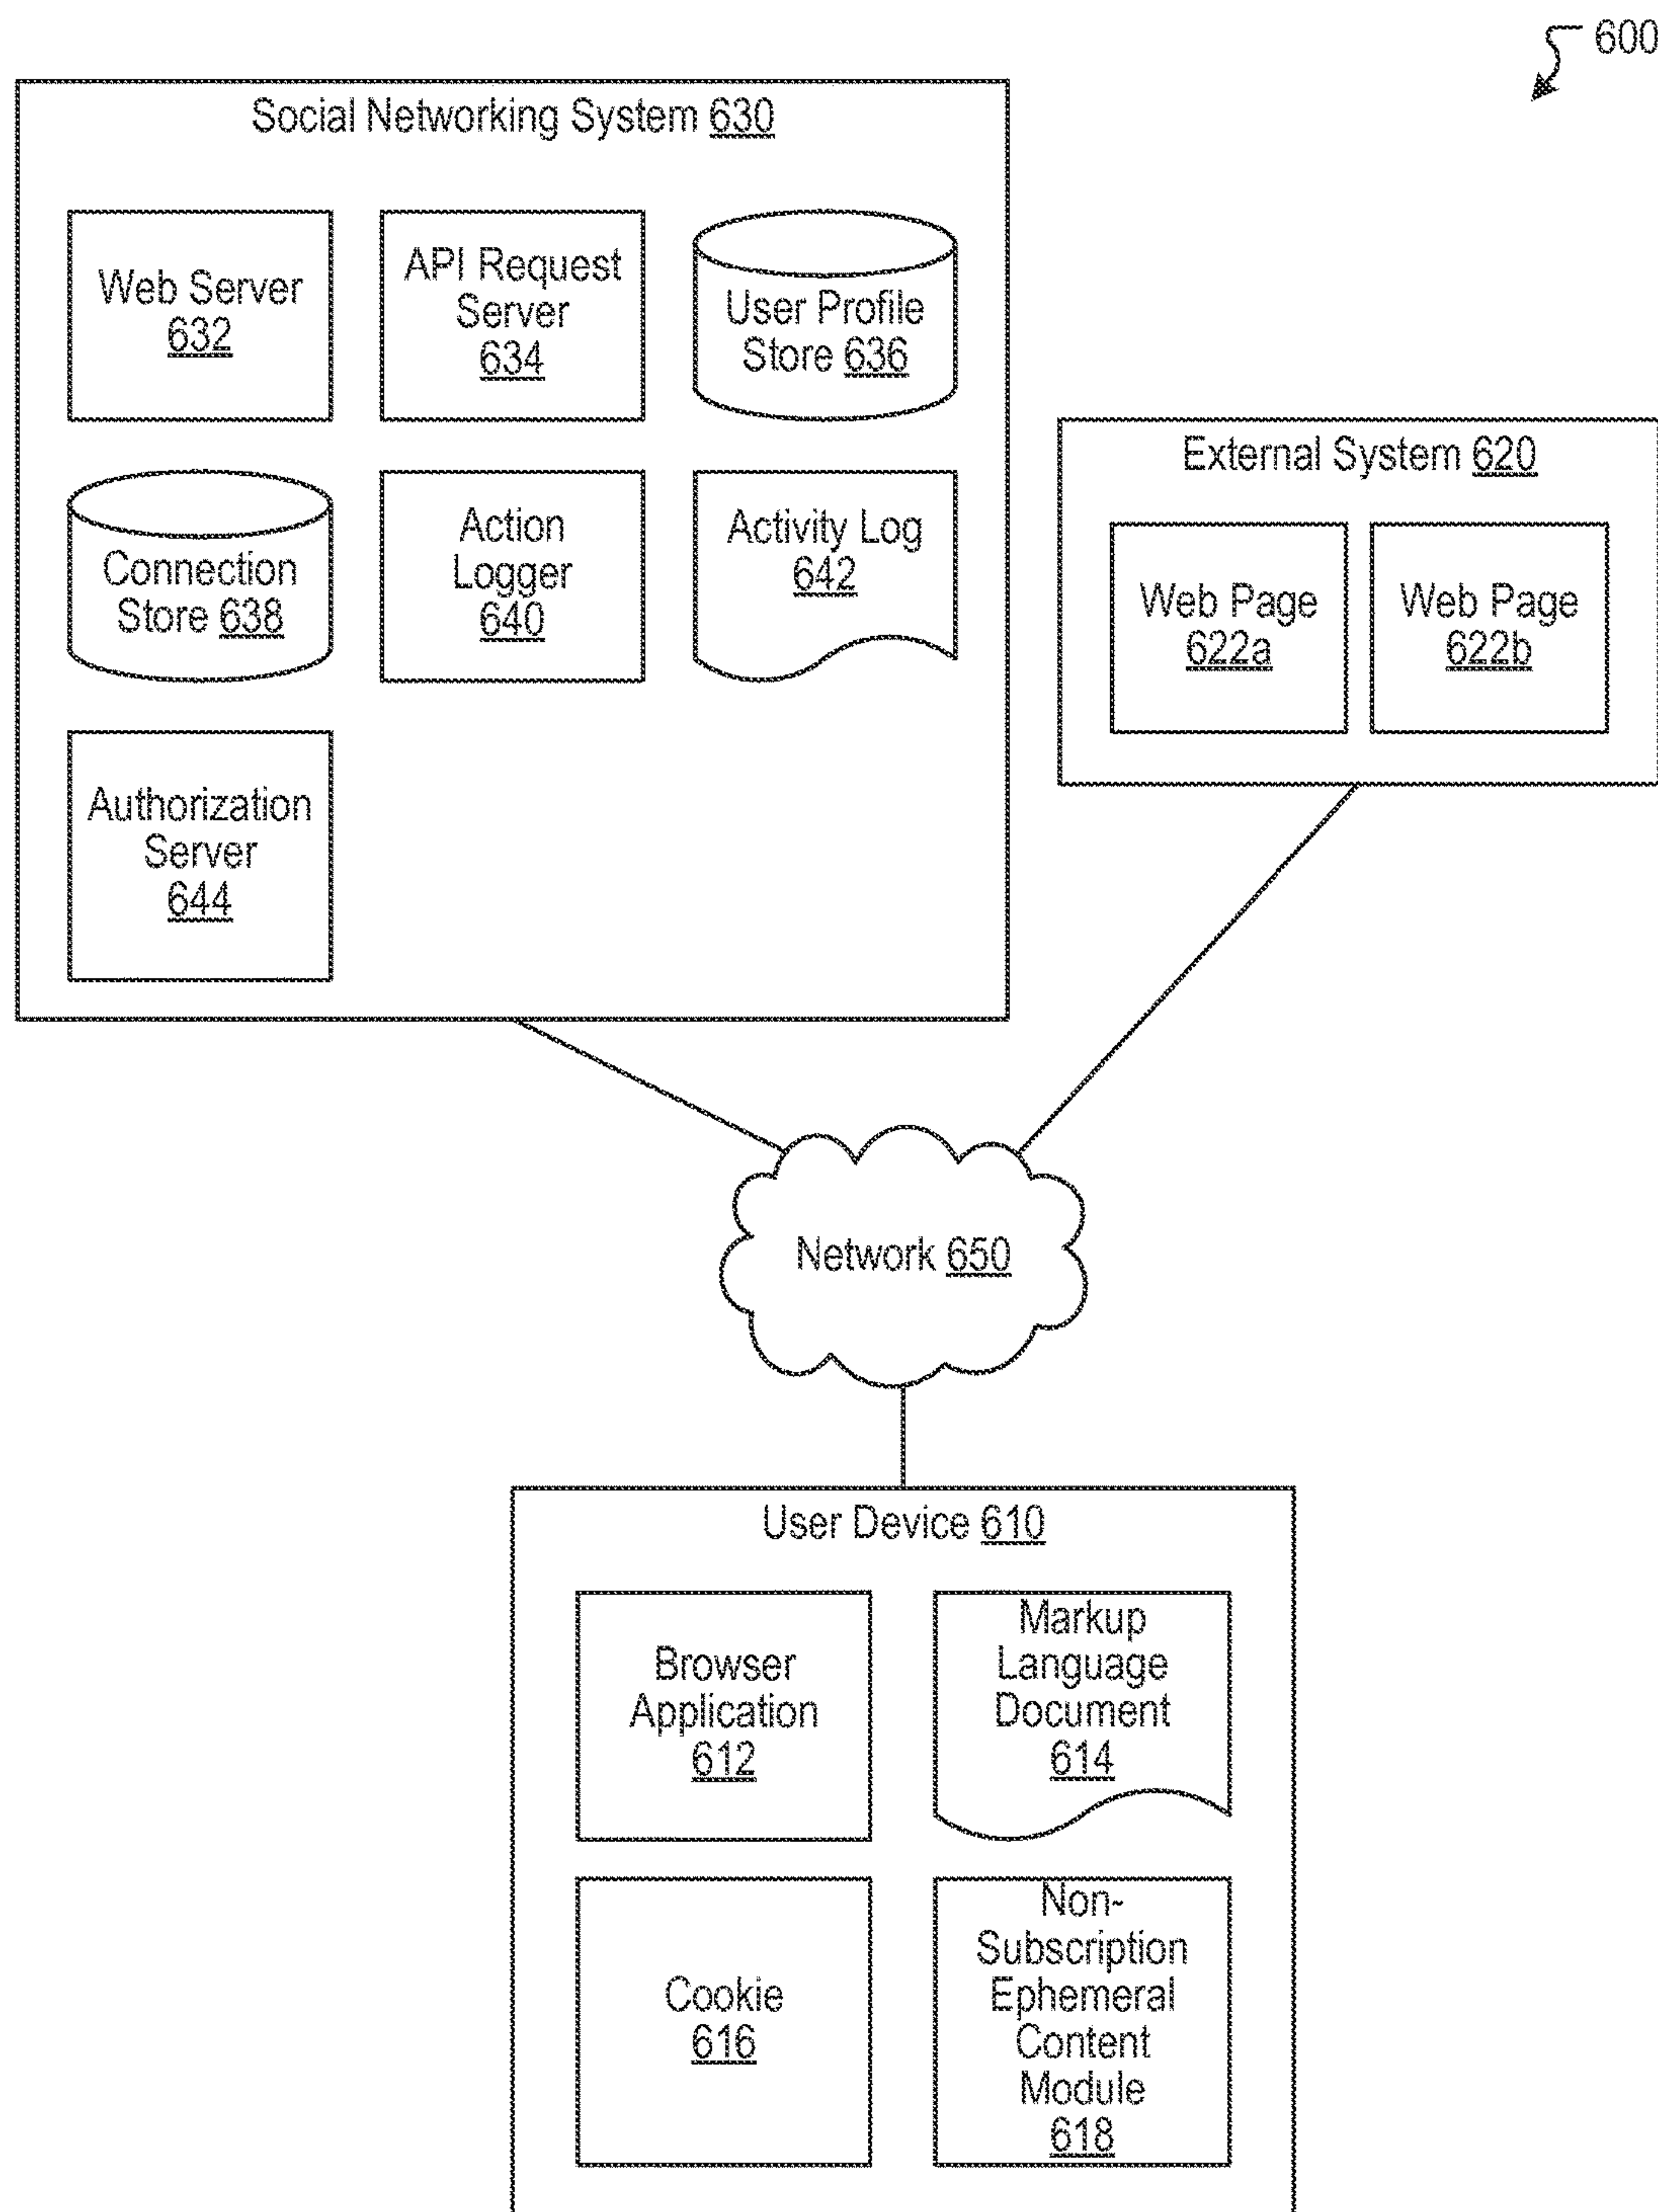 600
Social Networking System 630
Web Server
632
API Request
Server
634
User Profile
Store 636
Connection
Store 638
Action
Logger
640
Activity Log
642
Authorization
Server
644
External System 620
Web Page
622a
Web Page
622b
Network 650
User Device 610
Browser
Application
612
Markup
Language
Document
614
Cookie
616
Non-
Subscription
Ephemeral
Content
Module
618